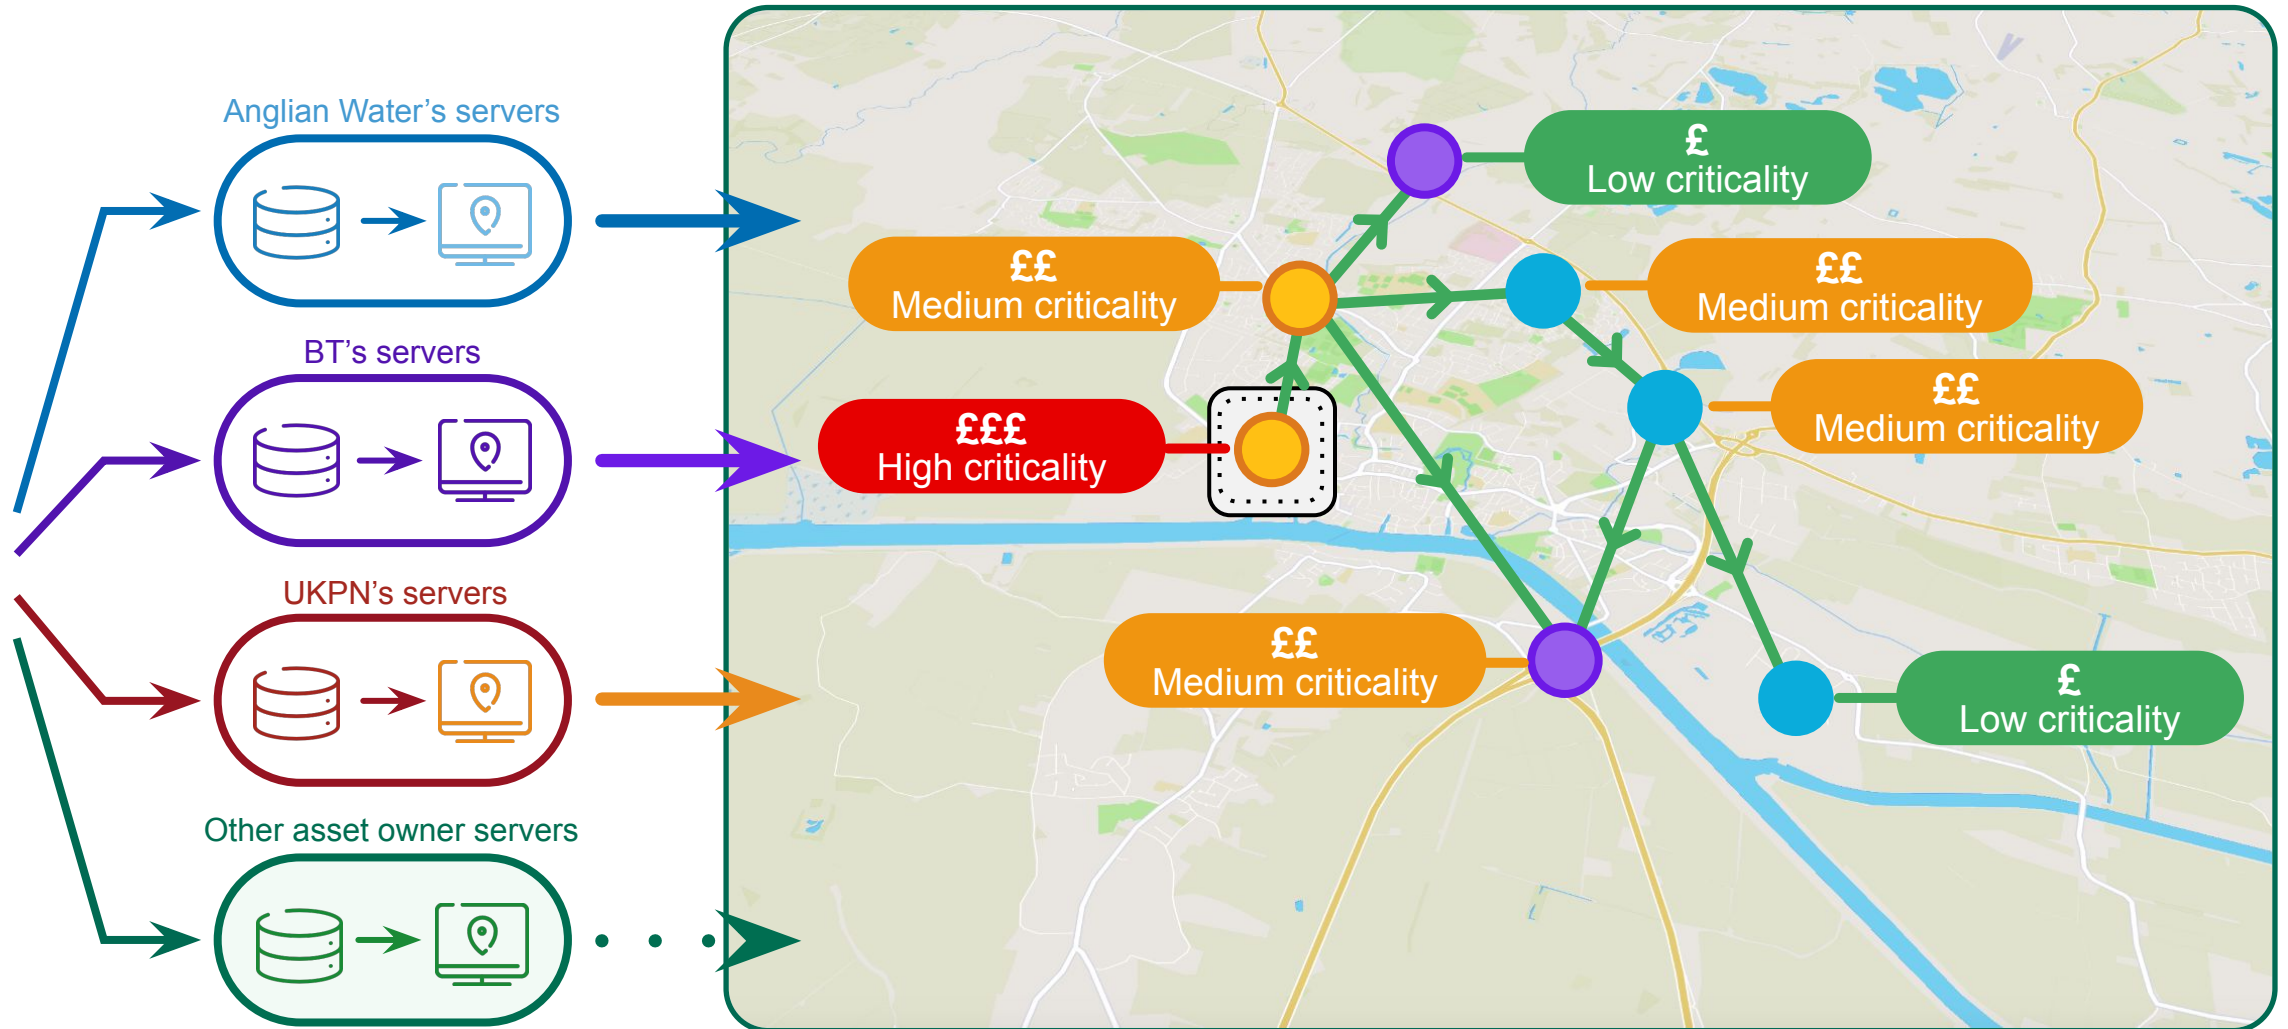 Anglian Water’s servers
BT’s servers
UKPN’s servers
Other asset owner servers
£
Low criticality
££
Medium criticality
££
Medium criticality
££
Medium criticality
£££
High criticality
££
Medium criticality
£
Low criticality